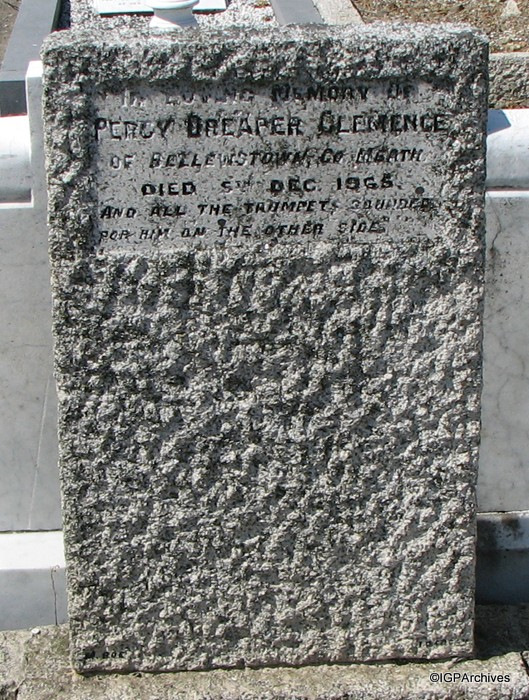 IN LOVING MEMORY OF
PERCY DREAPER CLEMENCE
OF BELLEWSTOWN, CO MEATH
DIED 5TH DEC. 1965.
AND ALL THE TRUMPETS SOUNDED
FOR HIM ON THE OTHER SIDE
ROE
©IGPArchives